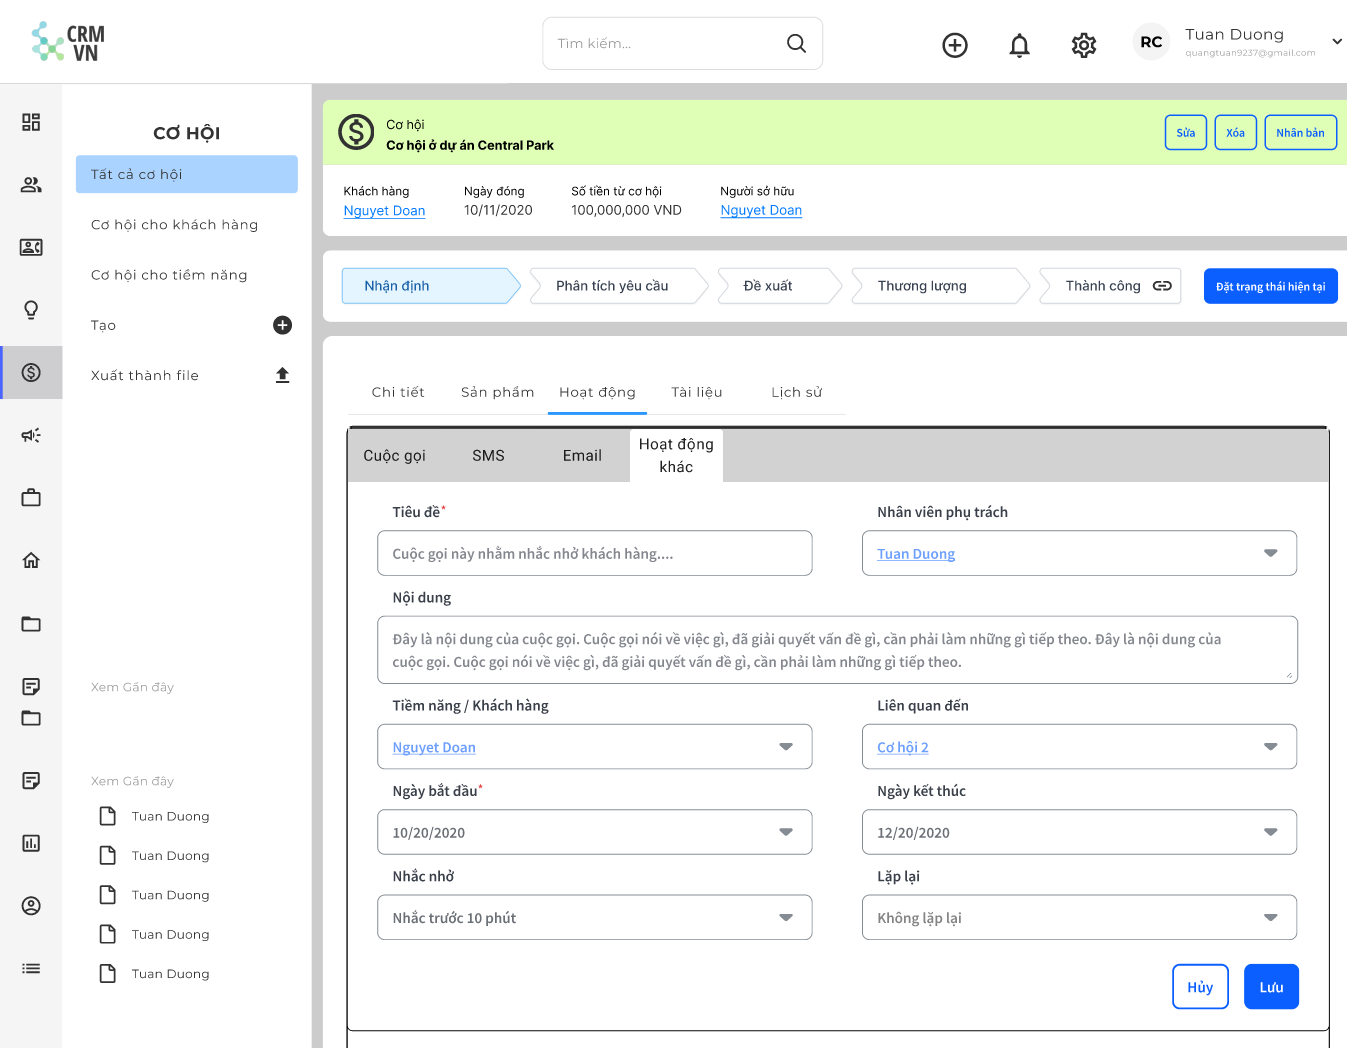 CRM
VN
Tìm kiếm...
RC
Tuan Duong
quangtuan9237@gmail.com
CƠ HỘI
Tất cả cơ hội
Cơ hội cho khách hàng
Cơ hội cho tiềm năng
Tạo
Xuất thành file
Xem Gần đây
Xem Gần đây
Tuan Duong
Tuan Duong
Tuan Duong
Tuan Duong
Tuan Duong
Cơ hội
Cơ hội ở dự án Central Park
Sửa
Xóa
Nhân bản
Khách hàng
Ngày đóng
Số tiền từ cơ hội
Người sở hữu
Nguyet Doan
10/11/2020
100,000,000 VND
Nguyet Doan
Nhận định
Phân tích yêu cầu
Đề xuất
Thương lượng
Thành công
Đặt trạng thái hiện tại
Chi tiết
Sản phẩm
Hoạt động
Tài liệu
Lịch sử
Cuộc gọi
SMS
Email
Hoạt động
khác
Tiêu đề*
Nhân viên phụ trách
Cuộc gọi này nhằm nhắc nhở khách hàng....
Tuan Duong
Nội dung
Đây là nội dung của cuộc gọi. Cuộc gọi nói về việc gì, đã giải quyết vấn đề gì, cần phải làm những gì tiếp theo. Đây là nội dung của
cuộc gọi. Cuộc gọi nói về việc gì, đã giải quyết vấn đề gì, cần phải làm những gì tiếp theo.
Tiềm năng / Khách hàng
Liên quan đến
Nguyet Doan
Cơ hội 2
Ngày bắt đầu*
Ngày kết thúc
10/20/2020
12/20/2020
Nhắc nhở
Lặp lại
Nhắc trước 10 phút
Không lặp lại
Hủy
Lưu